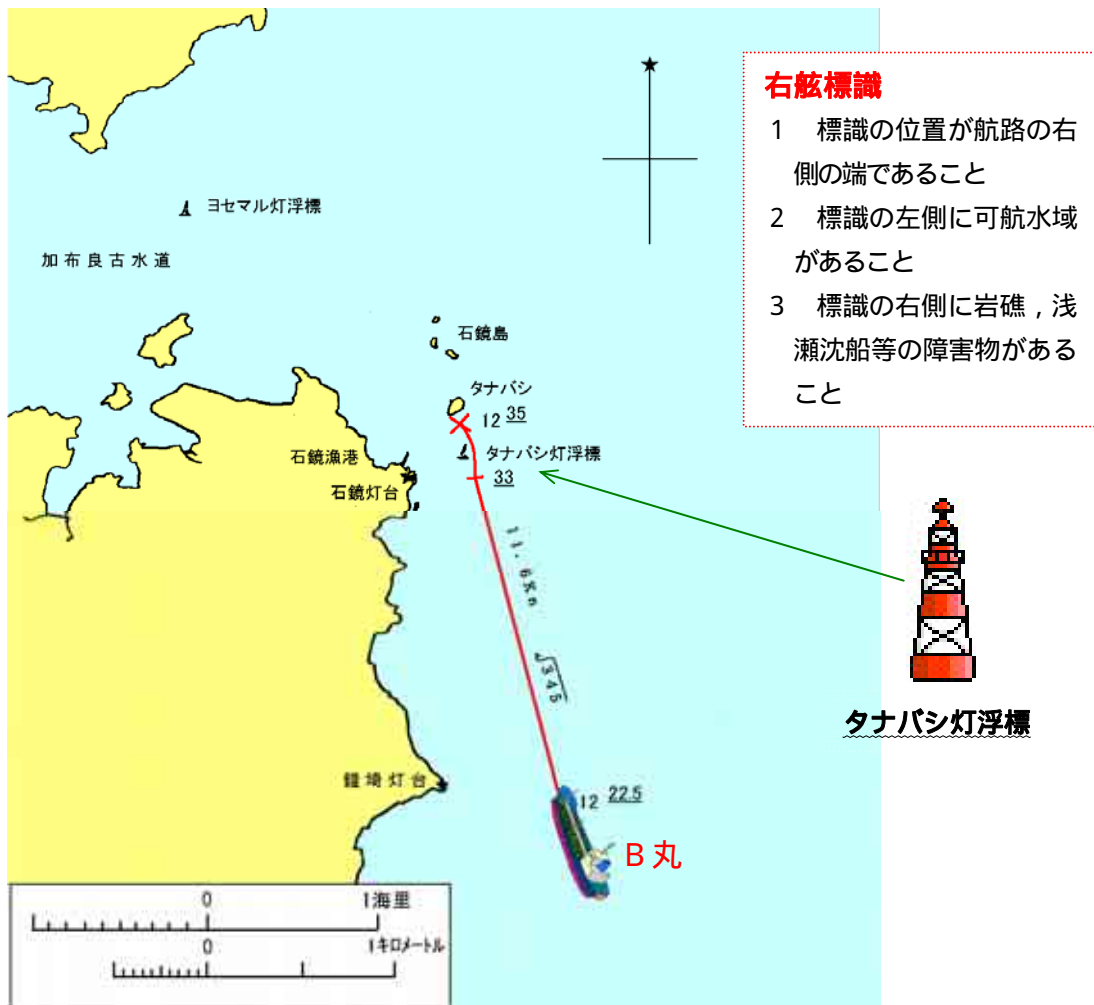 右舷標識
1 標識の位置が航路の右
側の端であること
2 標識の左側に可航水域
があること
3 標識の右側に岩礁，浅
瀬沈船等の障害物がある
こと
ヨセマル灯浮標
加布良古水道
石鏡島
タナバシ
12 35
タナバシ灯浮標
33
石鏡漁港
石鏡灯台
11.6Kn
345
タナバシ灯浮標
鎧埼灯台
12 22.5
B丸
0 1海里
0 1キロメートル